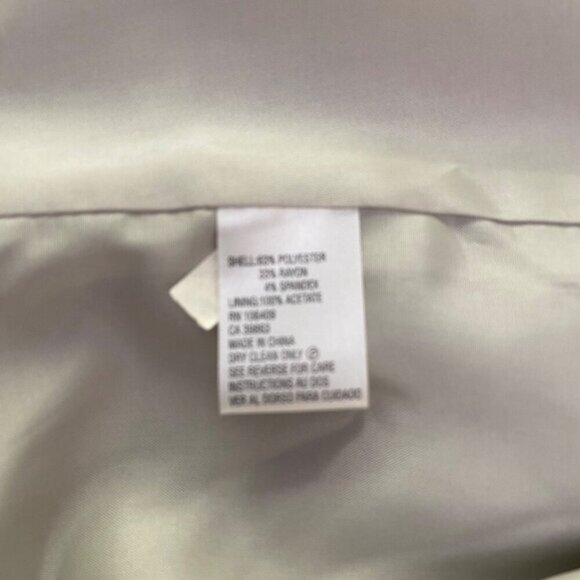 SHELL:63% POLYESTER
33% RAYON
4% SPANDEX
LINING:100% ACETATE
RN
CA
MADE IN CHINA
DRY CLEAN ONLY Ⓟ
SEE REVERSE FOR CARE
INSTRUCTIONS AU DOS
VER AL DORSO PARA CUIDADO